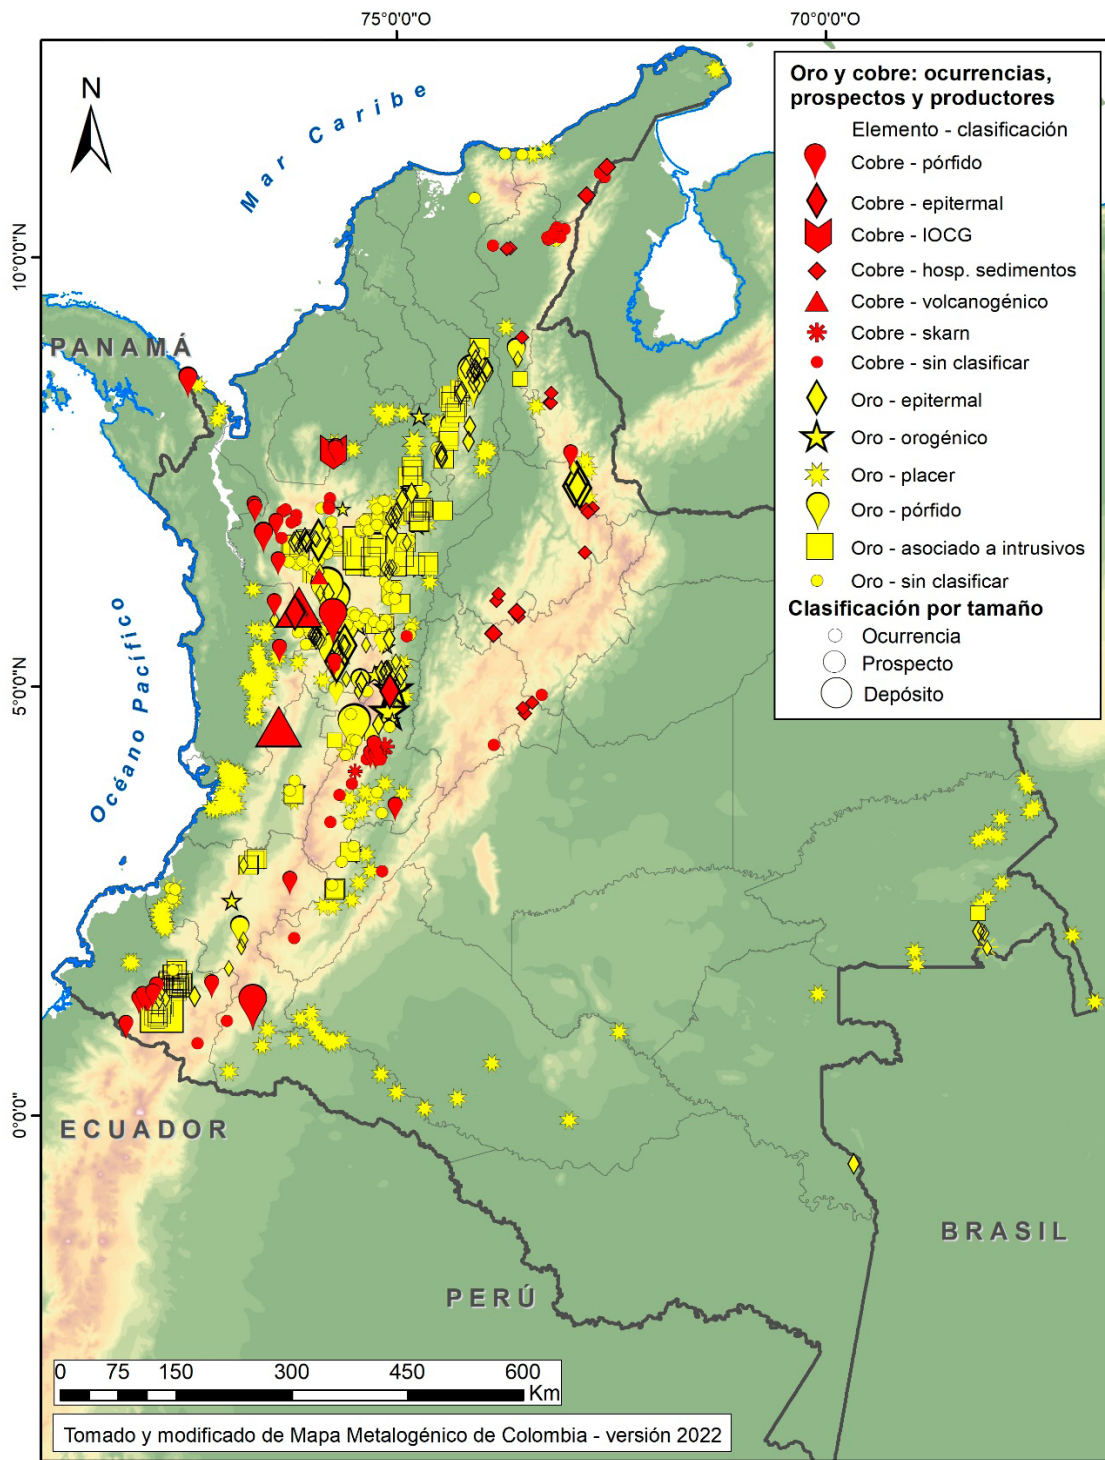 75°0'0"O
70°0'0"O
N
Mar Caribe
Oro y cobre: ocurrencias,
prospectos y productores
Elemento - clasificación
Cobre - pórfido
Cobre - epitermal
Cobre - IOCG
Cobre - hosp. sedimentos
Cobre - volcanogénico
Cobre - skarn
Cobre - sin clasificar
Oro - epitermal
Oro - orogénico
Oro - placer
Oro - pórfido
Oro - asociado a intrusivos
Oro - sin clasificar
Clasificación por tamaño
Ocurrencia
Prospecto
Depósito
10°0'0"N
PANAMÁ
5°0'0"N
Océano Pacífico
0°0'0"
ECUADOR
BRASIL
PERÚ
0 75 150 300 450 600
Km
Tomado y modificado de Mapa Metalogénico de Colombia - versión 2022